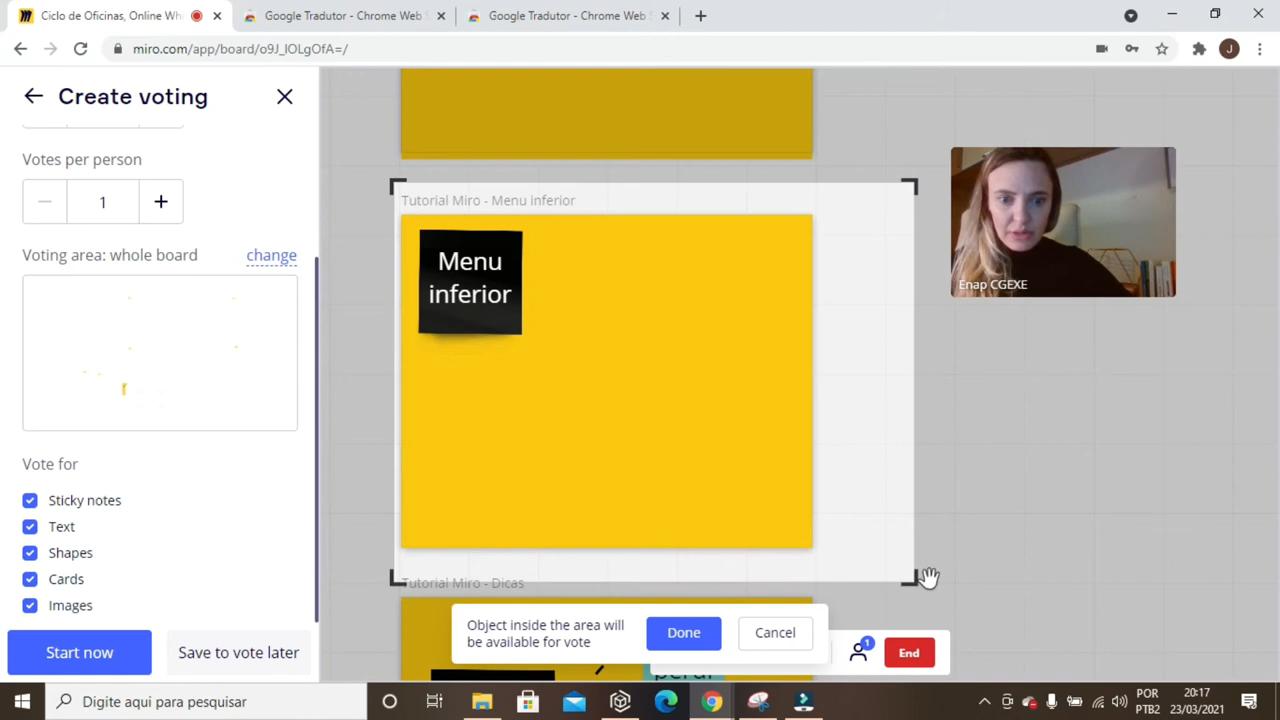 Ciclo de Oficinas, Online Wh
Google Tradutor - Chrome Web S
Google Tradutor - Chrome Web S
miro.com/app/board/o9J_lOLgOfA=/
J
Create voting
Votes per person
1
Voting area: whole board
change
Vote for
Sticky notes
Text
Shapes
Cards
Images
Start now
Save to vote later
Tutorial Miro - Menu inferior
Menu
inferior
Enap CGEXE
Tutorial Miro - Dicas
Object inside the area will
be available for vote
Done
Cancel
1
End
Digite aqui para pesquisar
POR
PTB2
20:17
23/03/2021